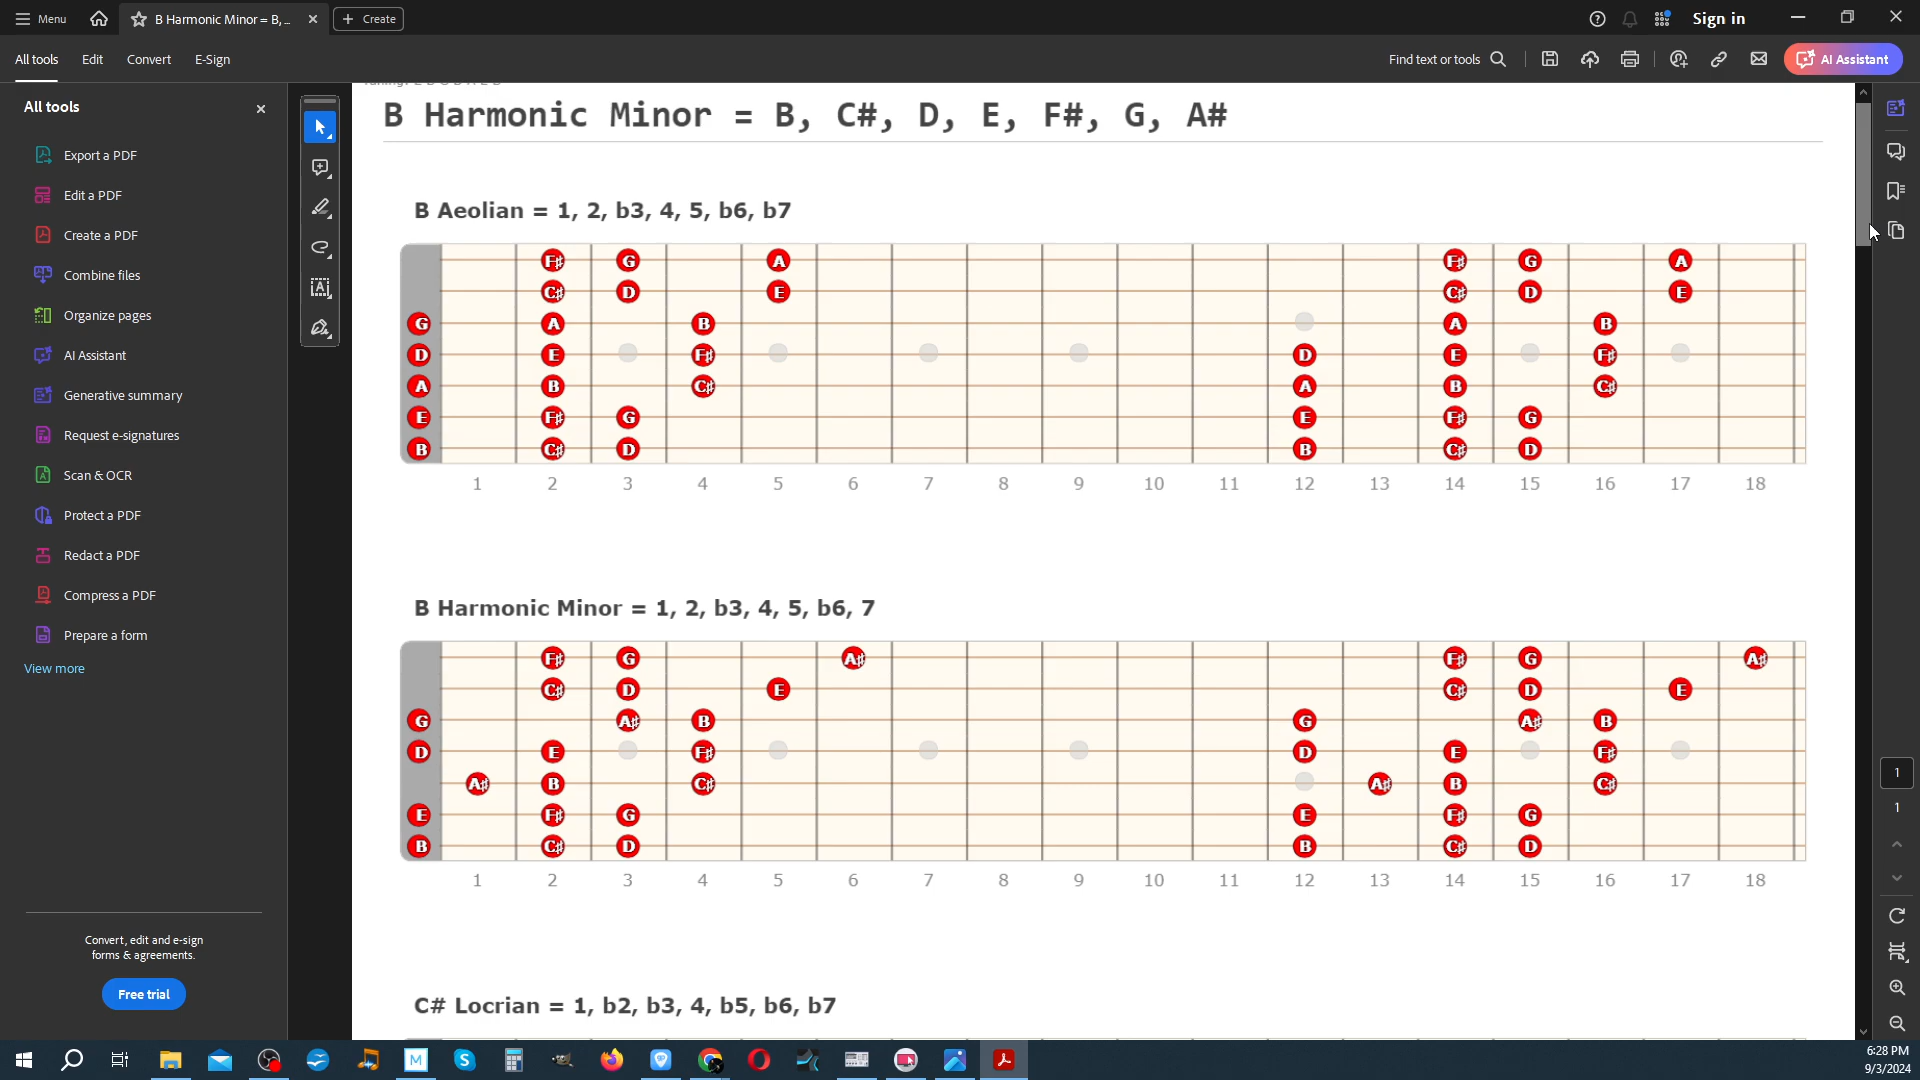 Menu
B Harmonic Minor = B, ...
Create
Sign in
All tools
Edit
Convert
E-Sign
Find text or tools
AI Assistant
All tools
Export a PDF
Edit a PDF
Create a PDF
Combine files
Organize pages
AI Assistant
Generative summary
Request e-signatures
Scan & OCR
Protect a PDF
Redact a PDF
Compress a PDF
Prepare a form
View more
Convert, edit and e-sign
forms & agreements.
Free trial
B Harmonic Minor = B, C#, D, E, F#, G, A#
B Aeolian = 1, 2, b3, 4, 5, b6, b7
F# G A F# G A
C# D E C# D E
G A B A B
D E F# D E F#
A B C# A B C#
E F# G E F# G
B C# D B C# D
1 2 3 4 5 6 7 8 9 10 11 12 13 14 15 16 17 18
B Harmonic Minor = 1, 2, b3, 4, 5, b6, 7
F# G A# F# G A#
C# D E C# D E
G A# B G A# B
D E F# D E F#
A# B C# A# B C#
E F# G E F# G
B C# D B C# D
1 2 3 4 5 6 7 8 9 10 11 12 13 14 15 16 17 18
C# Locrian = 1, b2, b3, 4, b5, b6, b7
1
1
6:28 PM
9/3/2024